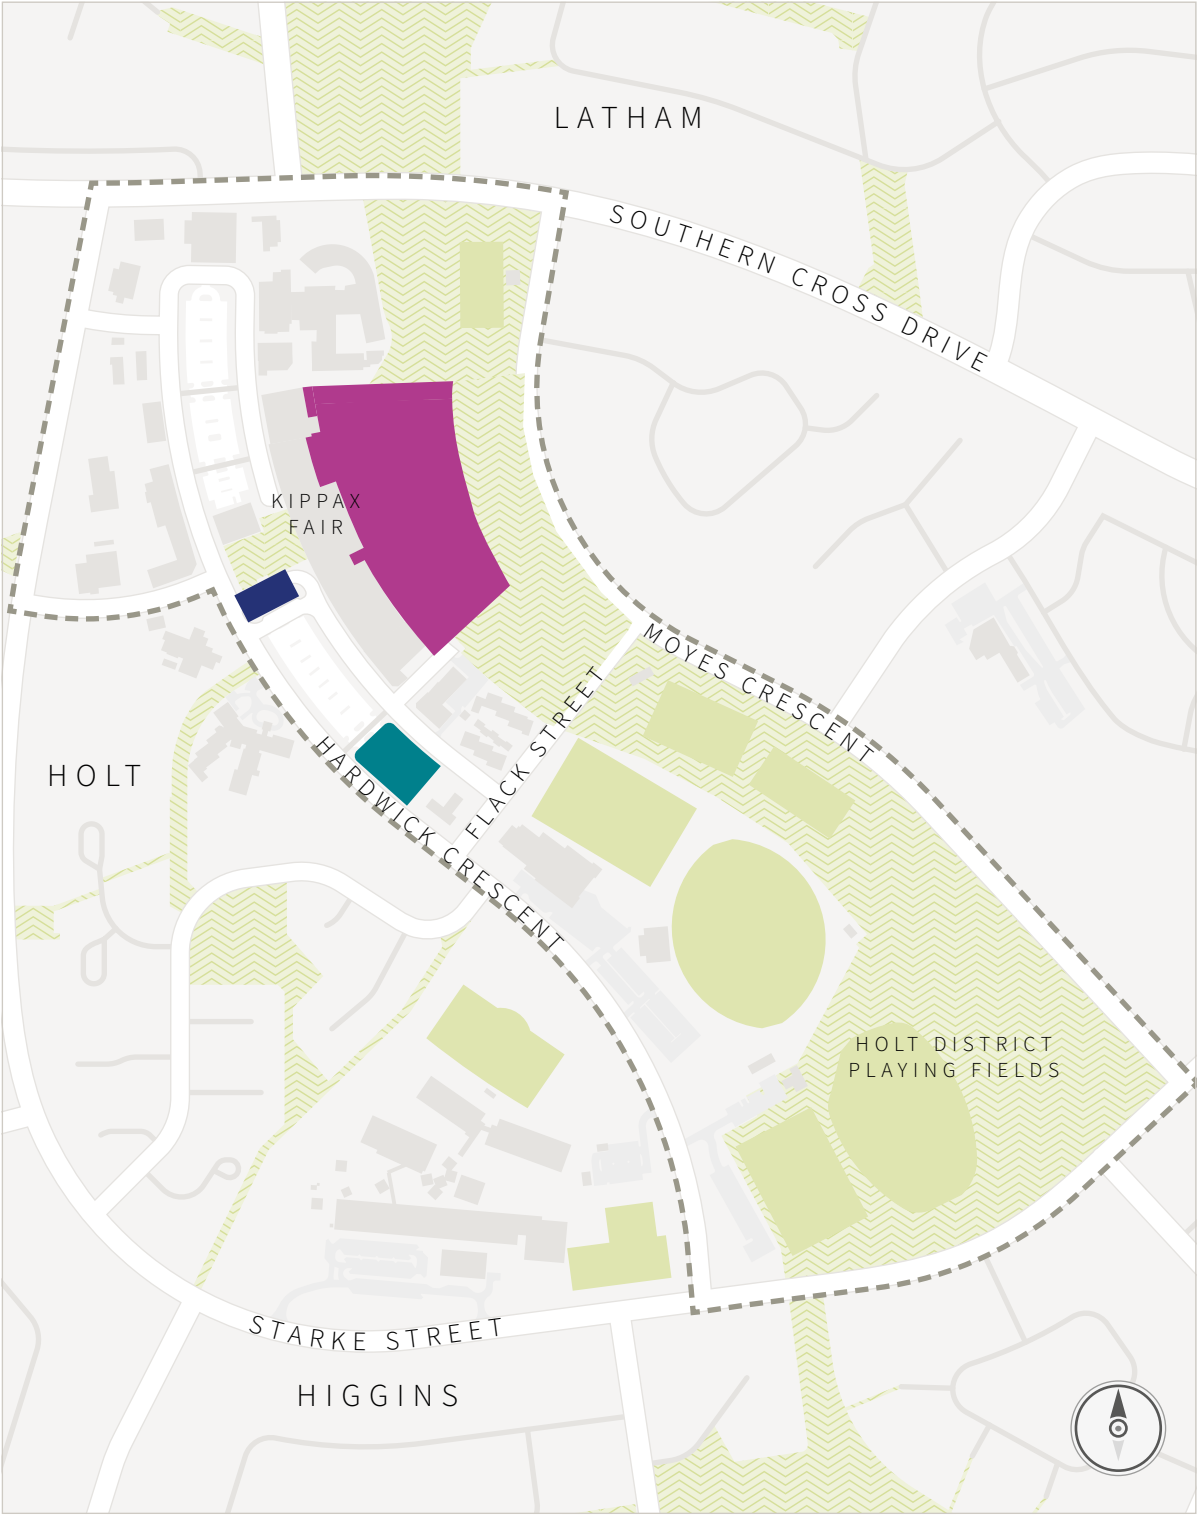 LATHAM
SOUTHERN CROSS DRIVE
KIPPAX
FAIR
MOYES CRESCENT
FLACK STREET
HOLT
HARDWICK CRESCENT
HOLT DISTRICT
PLAYING FIELDS
STARKE STREET
HIGGINS